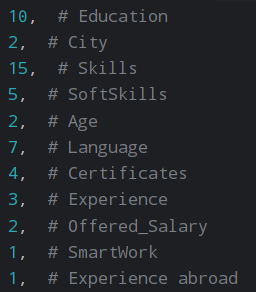 10,  # Education
2,  # City
15,  # Skills
5,  # SoftSkills
2,  # Age
7,  # Language
4,  # Certificates
3,  # Experience
2,  # Offered_Salary
1,  # SmartWork
1,  # Experience abroad